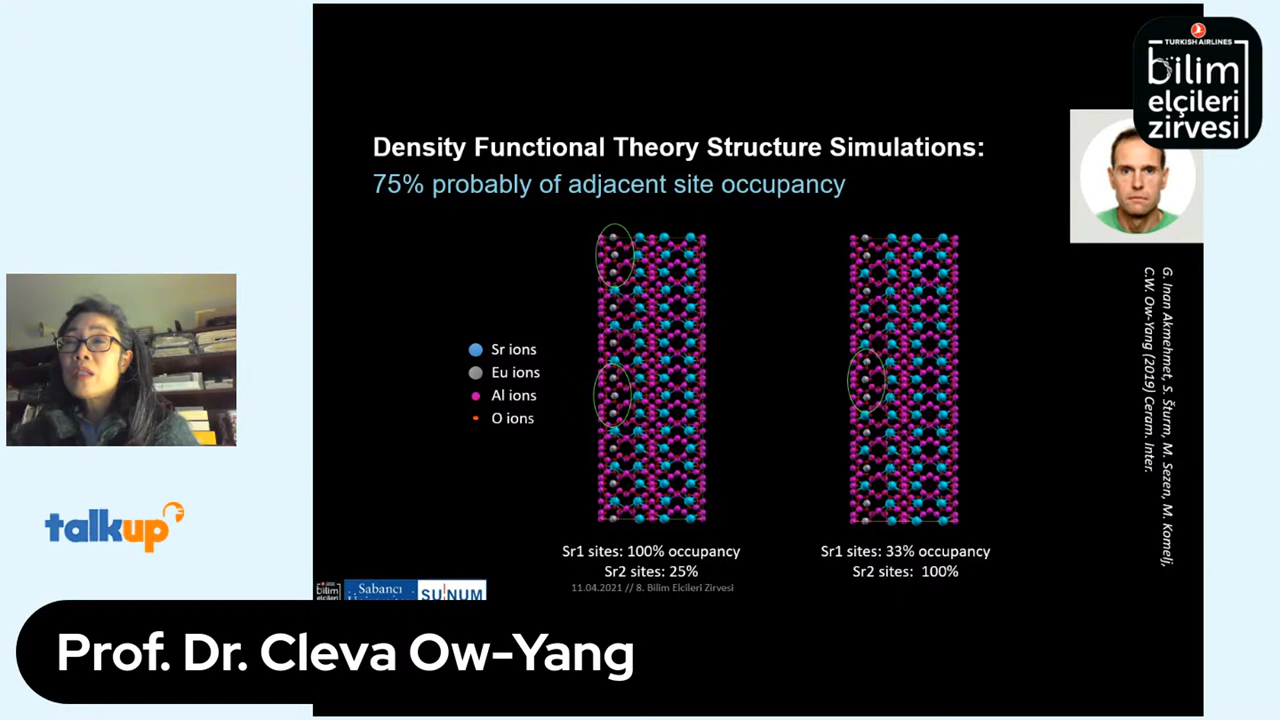 TURKISH AIRLINES
bilim
elçileri
zirvesi
Density Functional Theory Structure Simulations:
75% probably of adjacent site occupancy
Sr ions
Eu ions
Al ions
O ions
G. Inan Akmehmet, S. Šturm, M. Sezen, M. Komelj,
C.W. Ow-Yang (2019) Ceram. Inter.
talkup
Sr1 sites: 100% occupancy
Sr2 sites: 25%
Sr1 sites: 33% occupancy
Sr2 sites: 100%
11.04.2021 // 8. Bilim Elcileri Zirvesi
bilim
Sabancı
SU!NUM
Prof. Dr. Cleva Ow-Yang